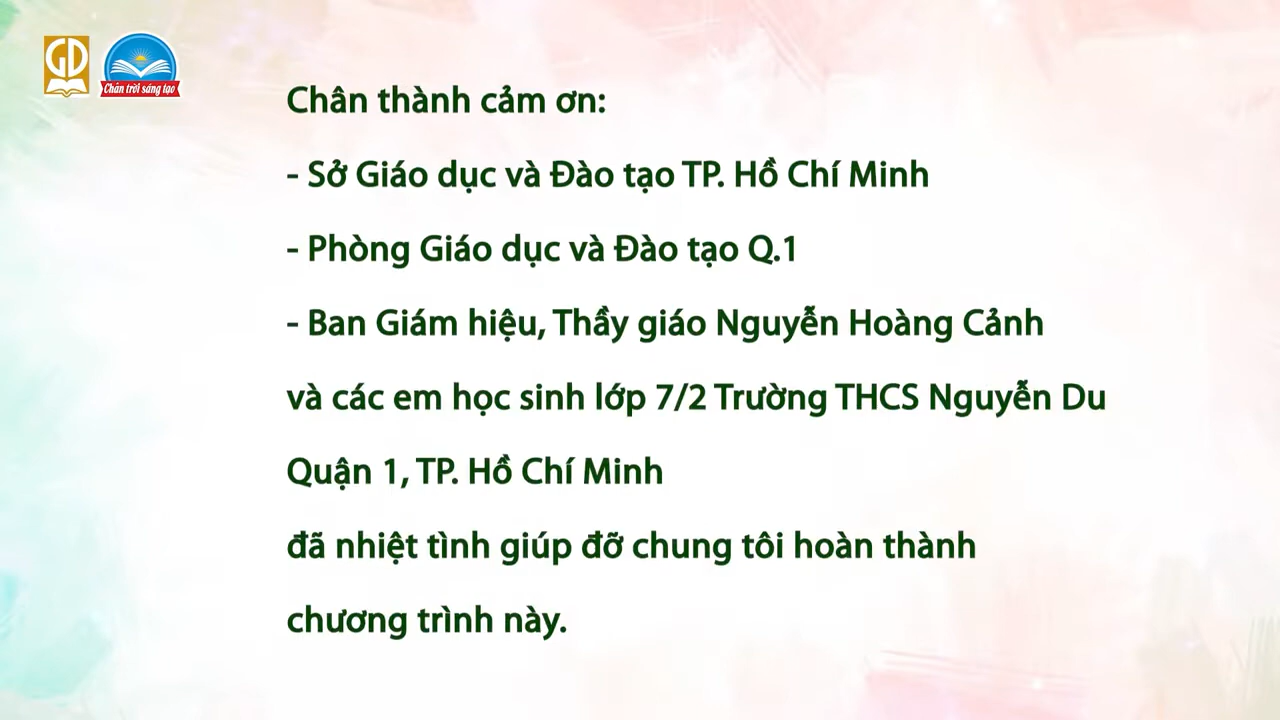 GD
Chân trời sáng tạo
Chân thành cảm ơn:
- Sở Giáo dục và Đào tạo TP. Hồ Chí Minh
- Phòng Giáo dục và Đào tạo Q.1
- Ban Giám hiệu, Thầy giáo Nguyễn Hoàng Cảnh
và các em học sinh lớp 7/2 Trường THCS Nguyễn Du
Quận 1, TP. Hồ Chí Minh
đã nhiệt tình giúp đỡ chung tôi hoàn thành
chương trình này.